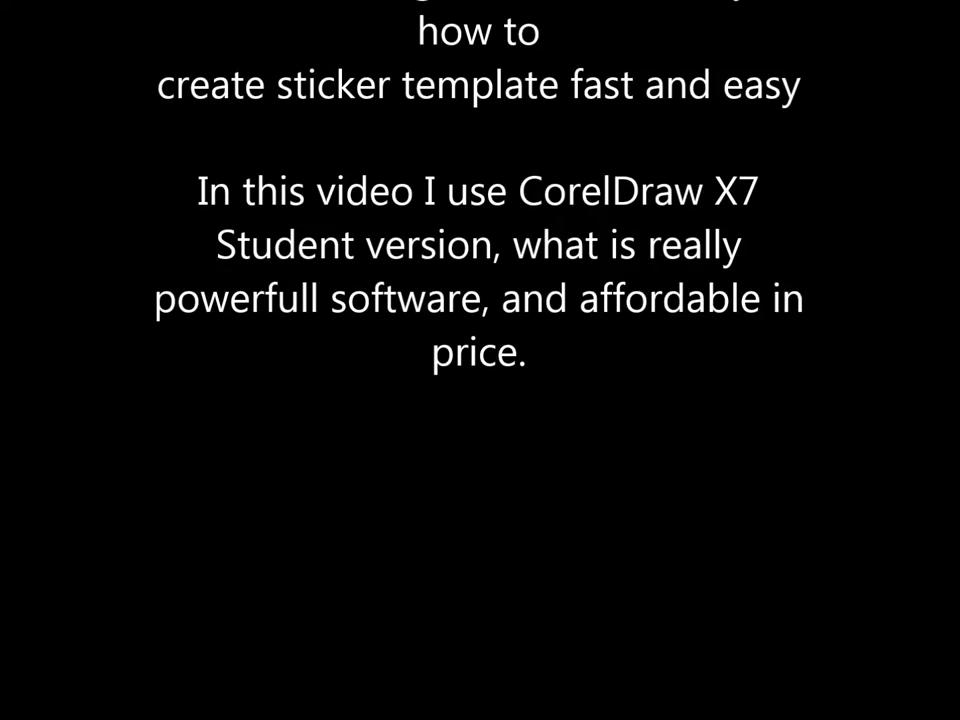 how to
create sticker template fast and easy
In this video I use CorelDraw X7
Student version, what is really
powerfull software, and affordable in
price.